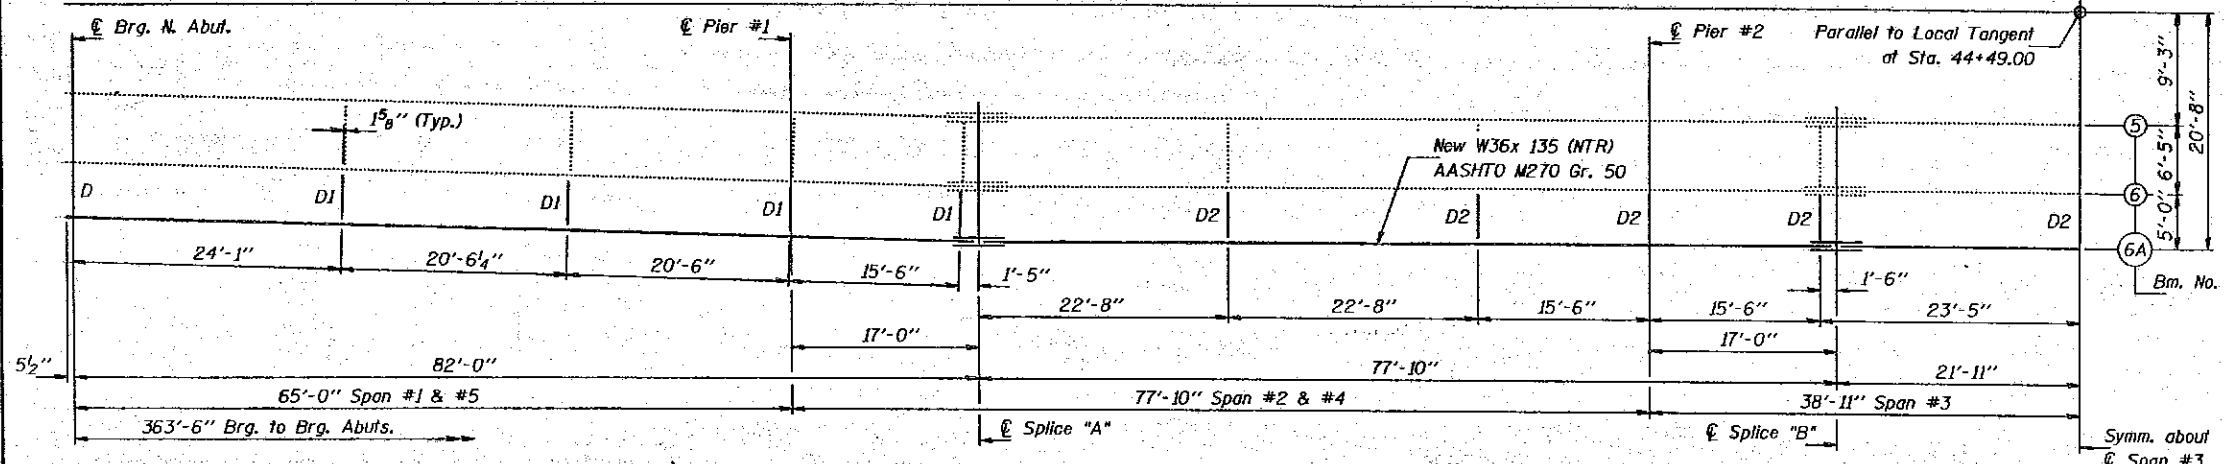 ℄ Brg. N. Abut.
℄ Pier #1
℄ Pier #2
Parallel to Local Tangent
at Sta. 44+49.00
9'-3"
20'-8"
1⅝" (Typ.)
5
New W36x 135 (NTR)
AASHTO M270 Gr. 50
6'-5"
6
D
D1
D1
D1
D1
D2
D2
D2
D2
D2
5'-0"
6A
24'-1"
20'-6¼"
20'-6"
15'-6"
1'-5"
1'-6"
Bm. No.
22'-8"
22'-8"
15'-6"
15'-6"
23'-5"
17'-0"
17'-0"
5½"
82'-0"
77'-10"
21'-11"
65'-0" Span #1 & #5
77'-10" Span #2 & #4
38'-11" Span #3
363'-6" Brg. to Brg. Abuts.
℄ Splice "A"
℄ Splice "B"
Symm. about
℄ Span #3